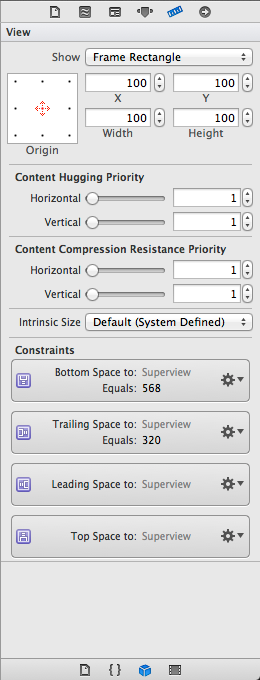 View
Show Frame Rectangle
100 100
X Y
100 100
Origin Width Height
Content Hugging Priority
Horizontal 1
Vertical 1
Content Compression Resistance Priority
Horizontal 1
Vertical 1
Intrinsic Size Default (System Defined)
Constraints
Bottom Space to: Superview
Equals: 568
Trailing Space to: Superview
Equals: 320
Leading Space to: Superview
Top Space to: Superview
{ }